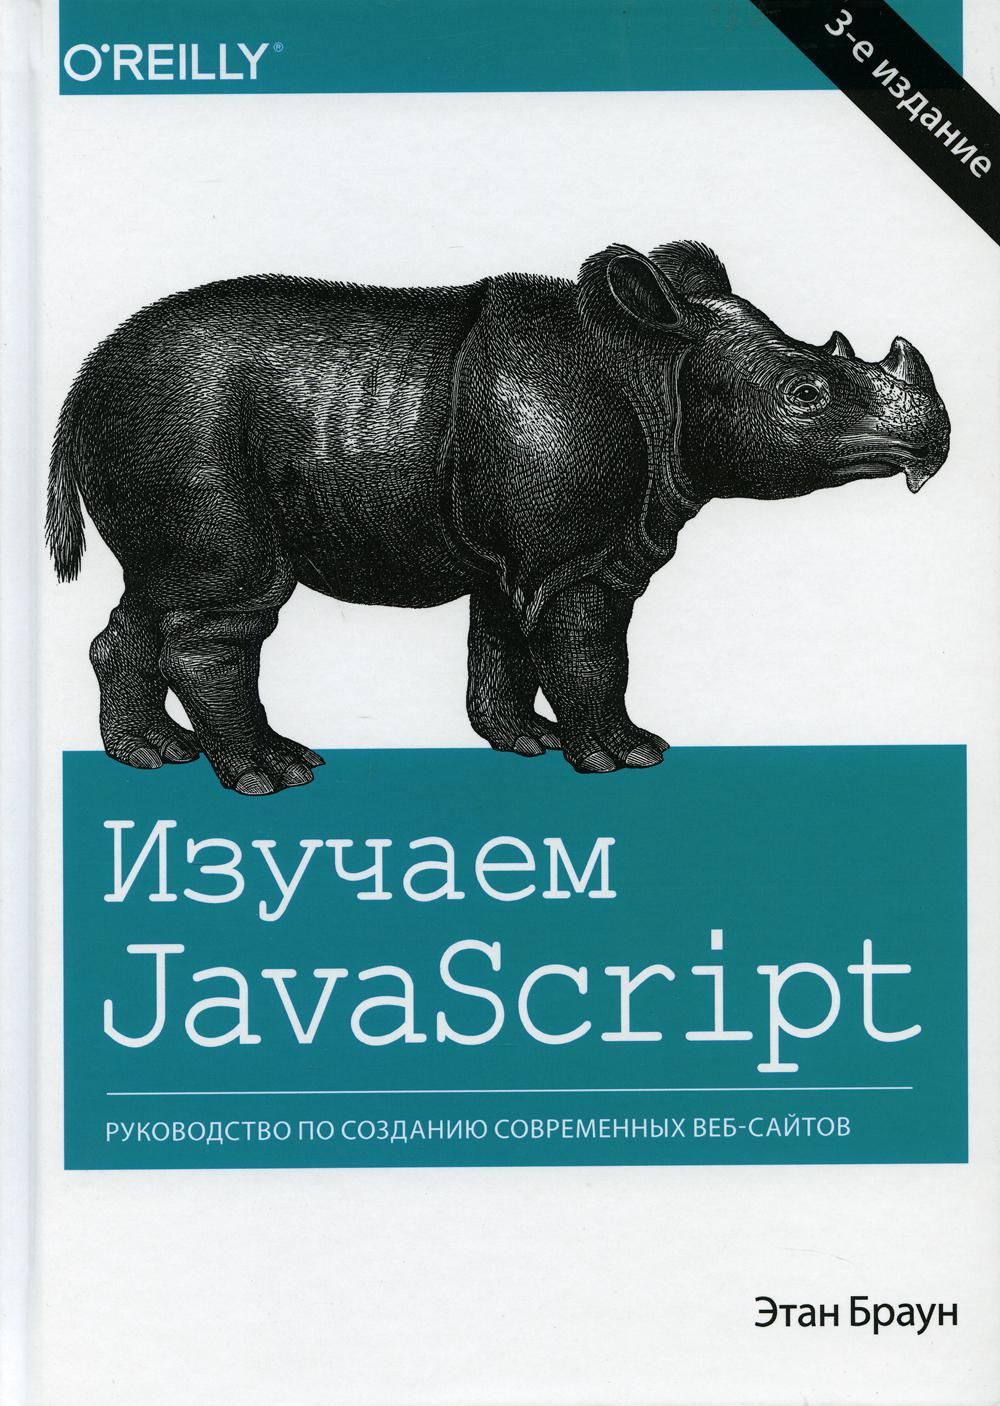 O'REILLY®
3-е издание
Изучаем
JavaScript
РУКОВОДСТВО ПО СОЗДАНИЮ СОВРЕМЕННЫХ ВЕБ-САЙТОВ
Этан Браун